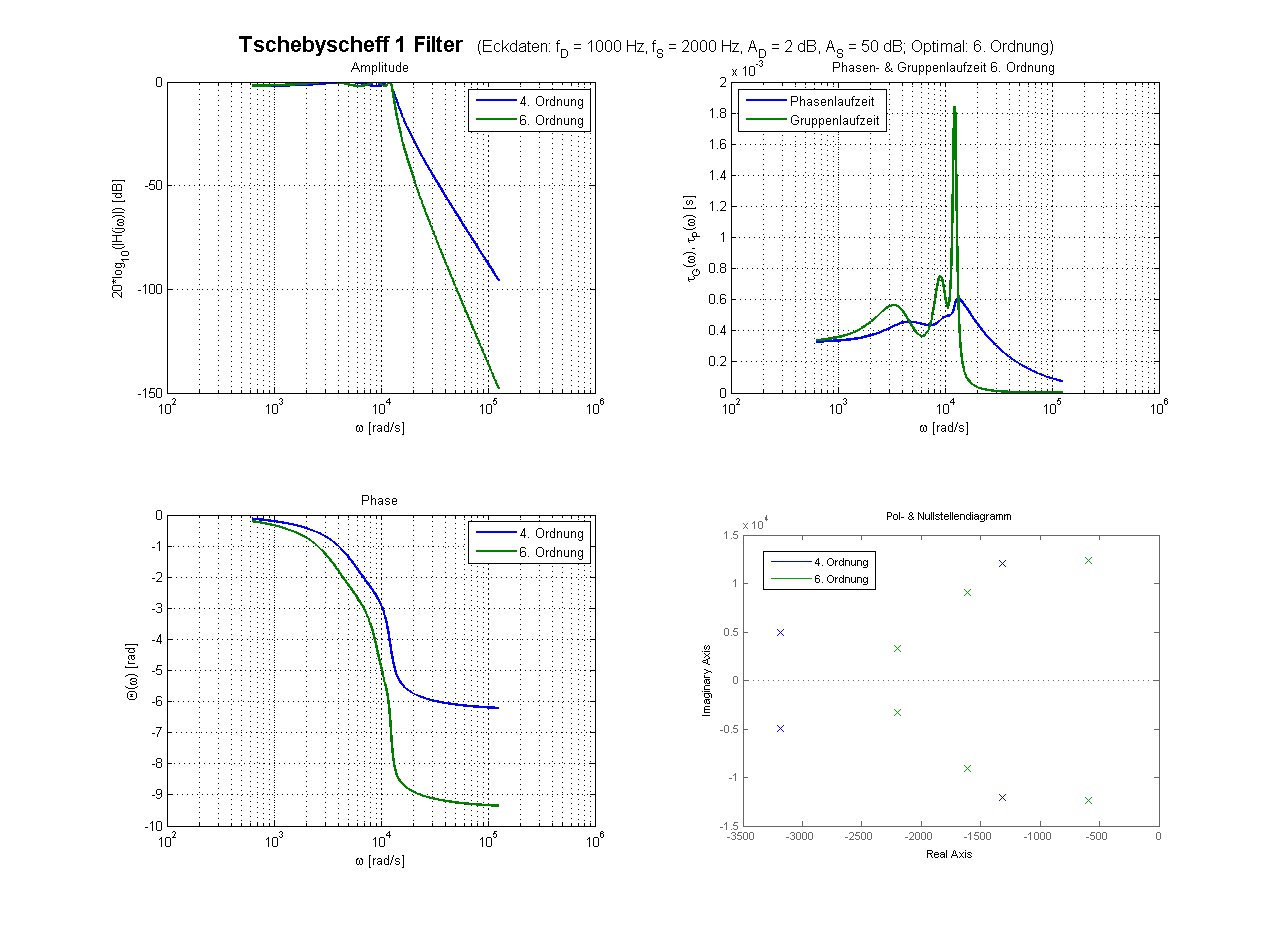 Tschebyscheff 1 Filter (Eckdaten: f_D = 1000 Hz, f_S = 2000 Hz, A_D = 2 dB, A_S = 50 dB; Optimal: 6. Ordnung)
Amplitude
20*log_10(|H(jω)|) [dB]
0
-50
-100
-150
4. Ordnung
6. Ordnung
10^2
10^3
10^4
10^5
10^6
ω [rad/s]
Phasen- & Gruppenlaufzeit 6. Ordnung
x 10^-3
τ_G(ω), τ_P(ω) [s]
2
1.8
1.6
1.4
1.2
1
0.8
0.6
0.4
0.2
0
Phasenlaufzeit
Gruppenlaufzeit
10^2
10^3
10^4
10^5
10^6
ω [rad/s]
Phase
Θ(ω) [rad]
0
-1
-2
-3
-4
-5
-6
-7
-8
-9
-10
4. Ordnung
6. Ordnung
10^2
10^3
10^4
10^5
10^6
ω [rad/s]
Pol- & Nullstellendiagramm
x 10^4
Imaginary Axis
1.5
1
0.5
0
-0.5
-1
-1.5
4. Ordnung
6. Ordnung
-3500
-3000
-2500
-2000
-1500
-1000
-500
0
Real Axis